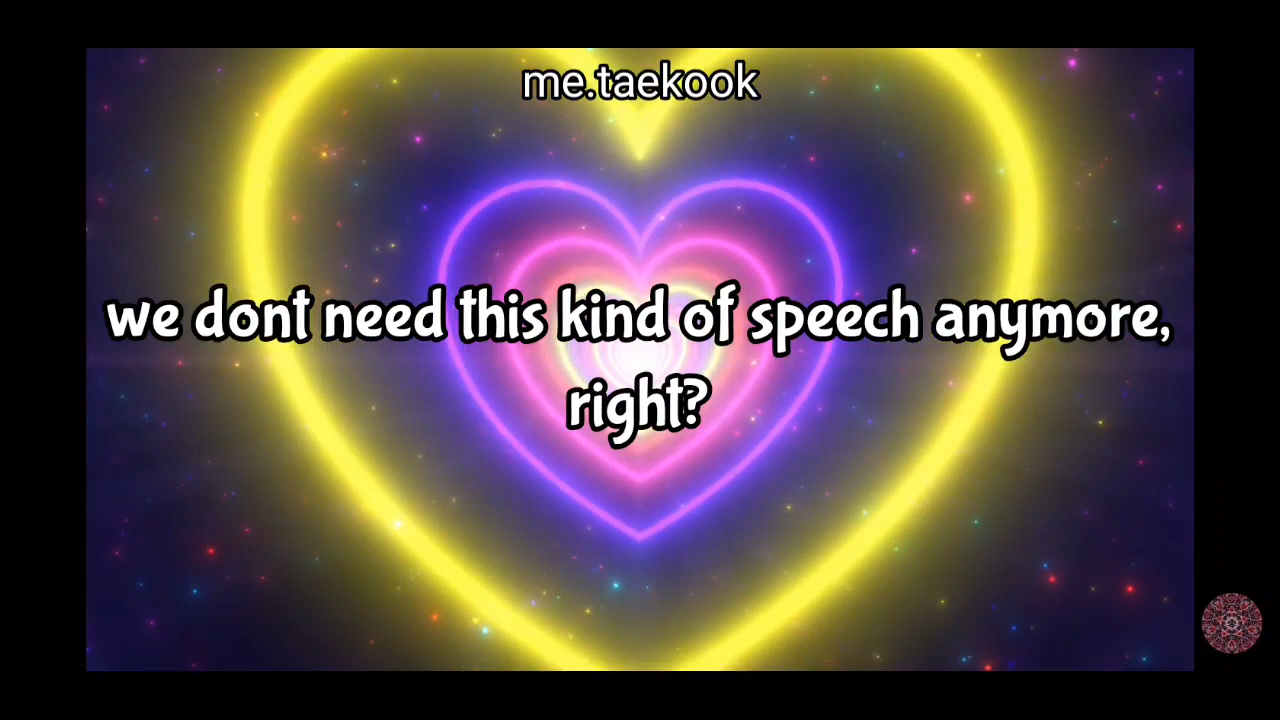 me.taekook
we dont need this kind of speech anymore,
right?